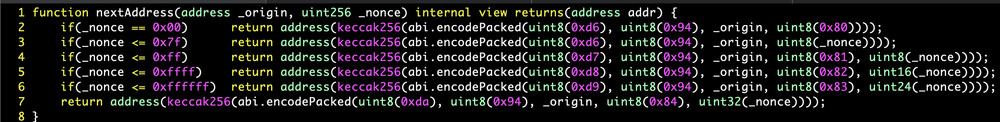 1 function nextAddress(address _origin, uint256 _nonce) internal view returns(address addr) {
2     if(_nonce == 0x00)      return address(keccak256(abi.encodePacked(uint8(0xd6), uint8(0x94), _origin, uint8(0x80))));
3     if(_nonce <= 0x7f)      return address(keccak256(abi.encodePacked(uint8(0xd6), uint8(0x94), _origin, uint8(_nonce))));
4     if(_nonce <= 0xff)      return address(keccak256(abi.encodePacked(uint8(0xd7), uint8(0x94), _origin, uint8(0x81), uint8(_nonce))));
5     if(_nonce <= 0xffff)    return address(keccak256(abi.encodePacked(uint8(0xd8), uint8(0x94), _origin, uint8(0x82), uint16(_nonce))));
6     if(_nonce <= 0xffffff)  return address(keccak256(abi.encodePacked(uint8(0xd9), uint8(0x94), _origin, uint8(0x83), uint24(_nonce))));
7     return address(keccak256(abi.encodePacked(uint8(0xda), uint8(0x94), _origin, uint8(0x84), uint32(_nonce))));
8 }